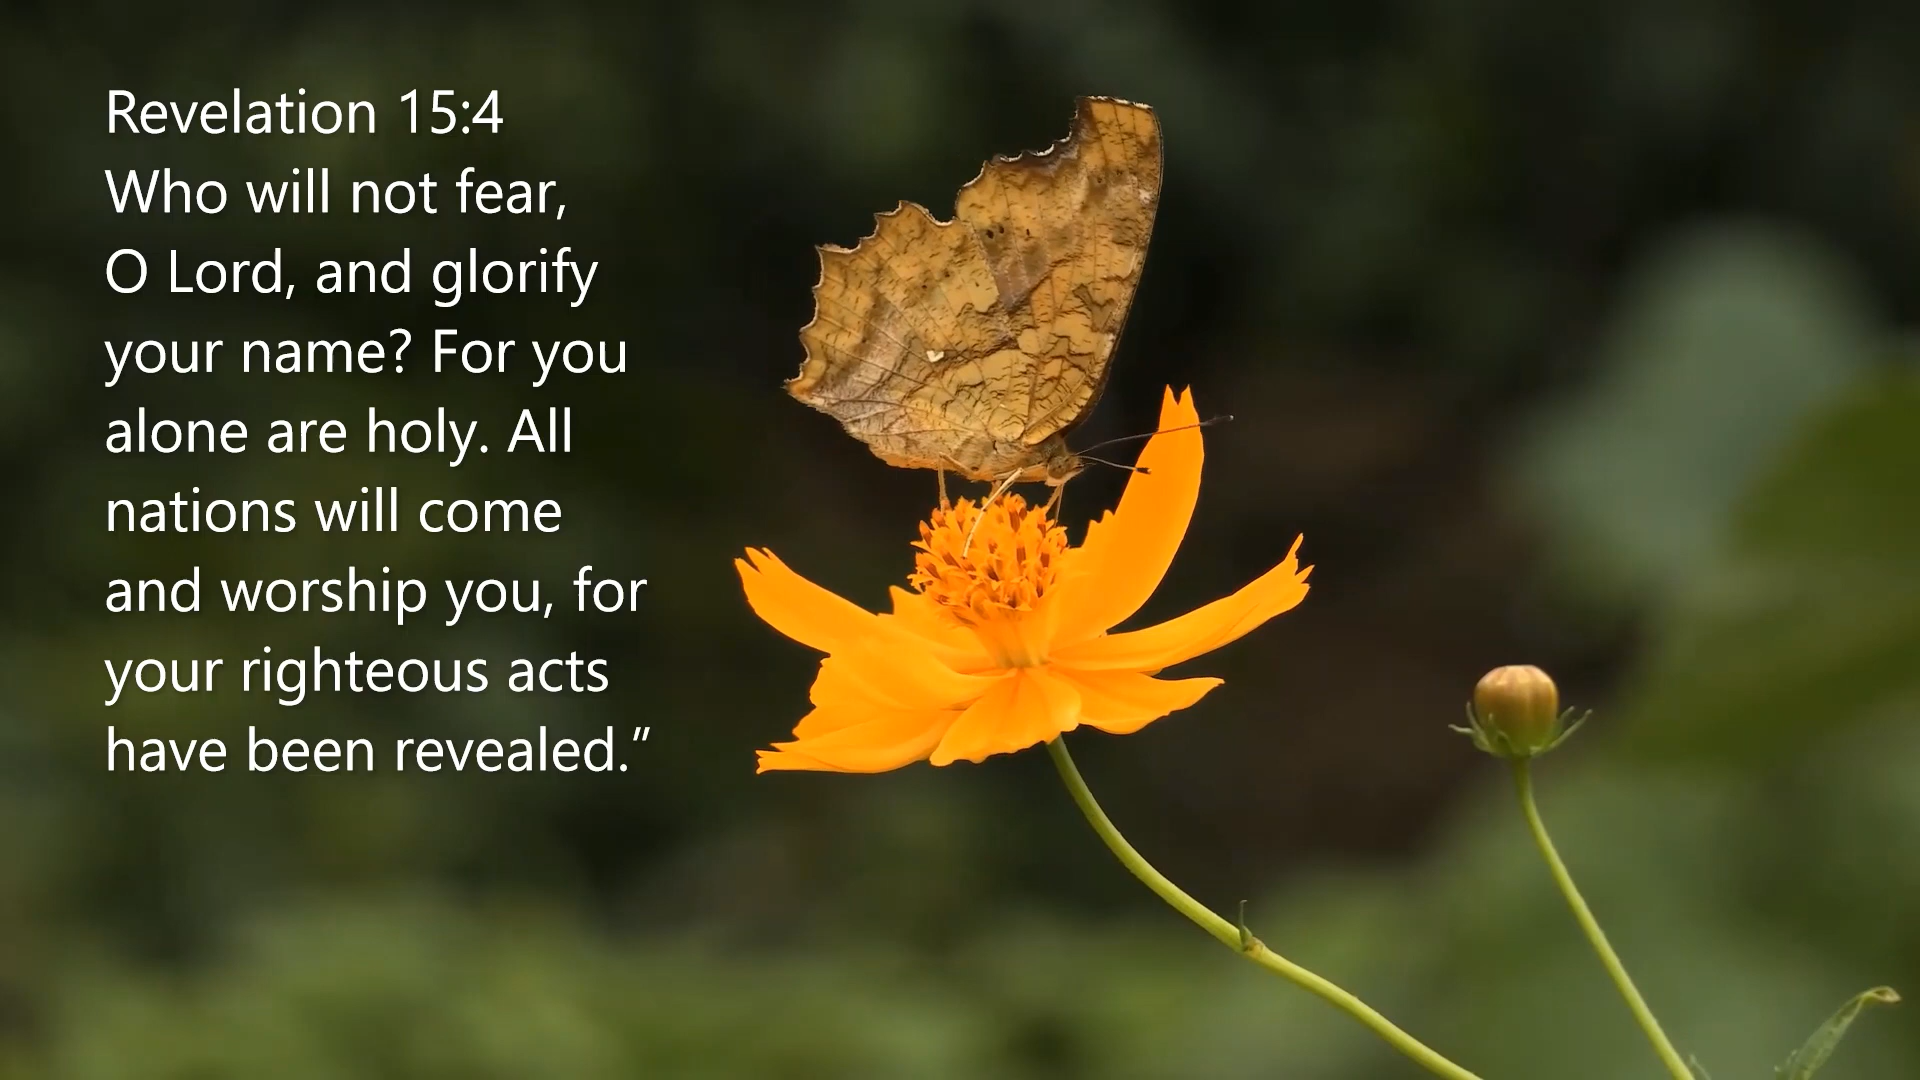 Revelation 15:4
Who will not fear,
O Lord, and glorify
your name? For you
alone are holy. All
nations will come
and worship you, for
your righteous acts
have been revealed.”